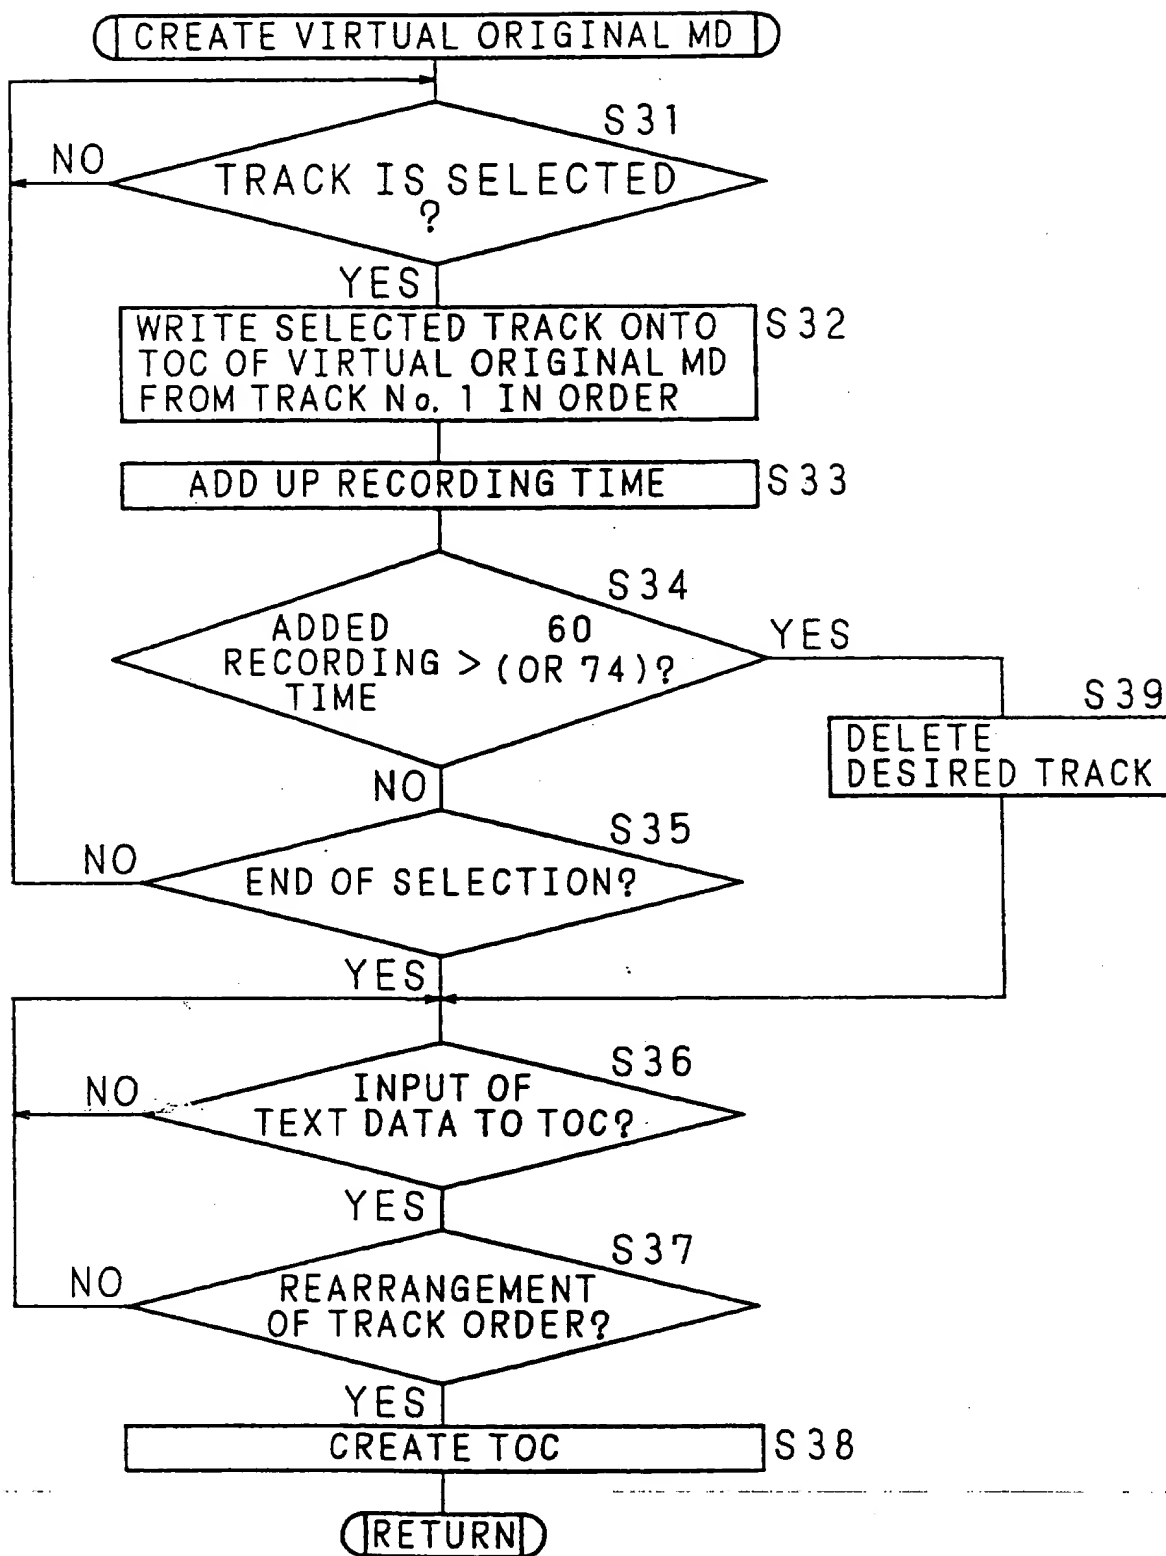 CREATE VIRTUAL ORIGINAL MD
S31
NO
TRACK IS SELECTED
?
YES
WRITE SELECTED TRACK ONTO
TOC OF VIRTUAL ORIGINAL MD
FROM TRACK No. 1 IN ORDER
S32
ADD UP RECORDING TIME
S33
S34
ADDED
RECORDING
TIME
>
60
(OR 74)?
YES
S39
DELETE
DESIRED TRACK
NO
S35
NO
END OF SELECTION?
YES
S36
NO
INPUT OF
TEXT DATA TO TOC?
YES
S37
NO
REARRANGEMENT
OF TRACK ORDER?
YES
CREATE TOC
S38
RETURN